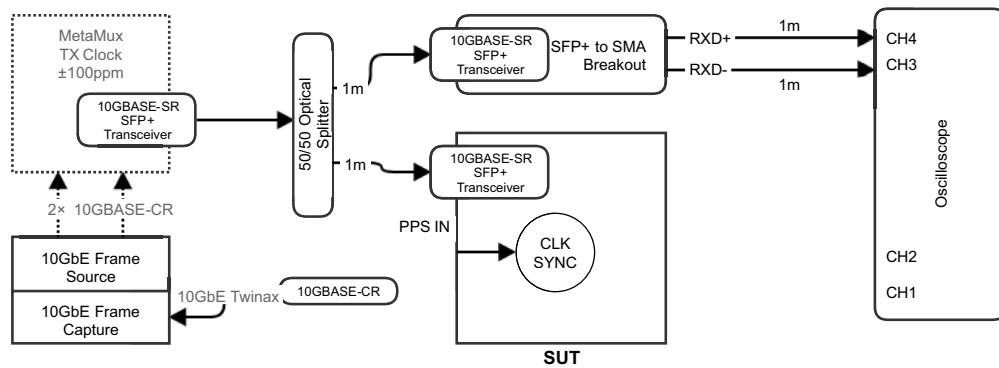 MetaMux
TX Clock
±100ppm
10GBASE-SR
SFP+
Transceiver
2× 10GBASE-CR
10GbE Frame
Source
10GbE Frame
Capture
10GbE Twinax
10GBASE-CR
50/50 Optical
Splitter
1m
1m
10GBASE-SR
SFP+
Transceiver
SFP+ to SMA
Breakout
RXD+
1m
RXD-
1m
10GBASE-SR
SFP+
Transceiver
PPS IN
CLK
SYNC
SUT
CH4
CH3
Oscilloscope
CH2
CH1